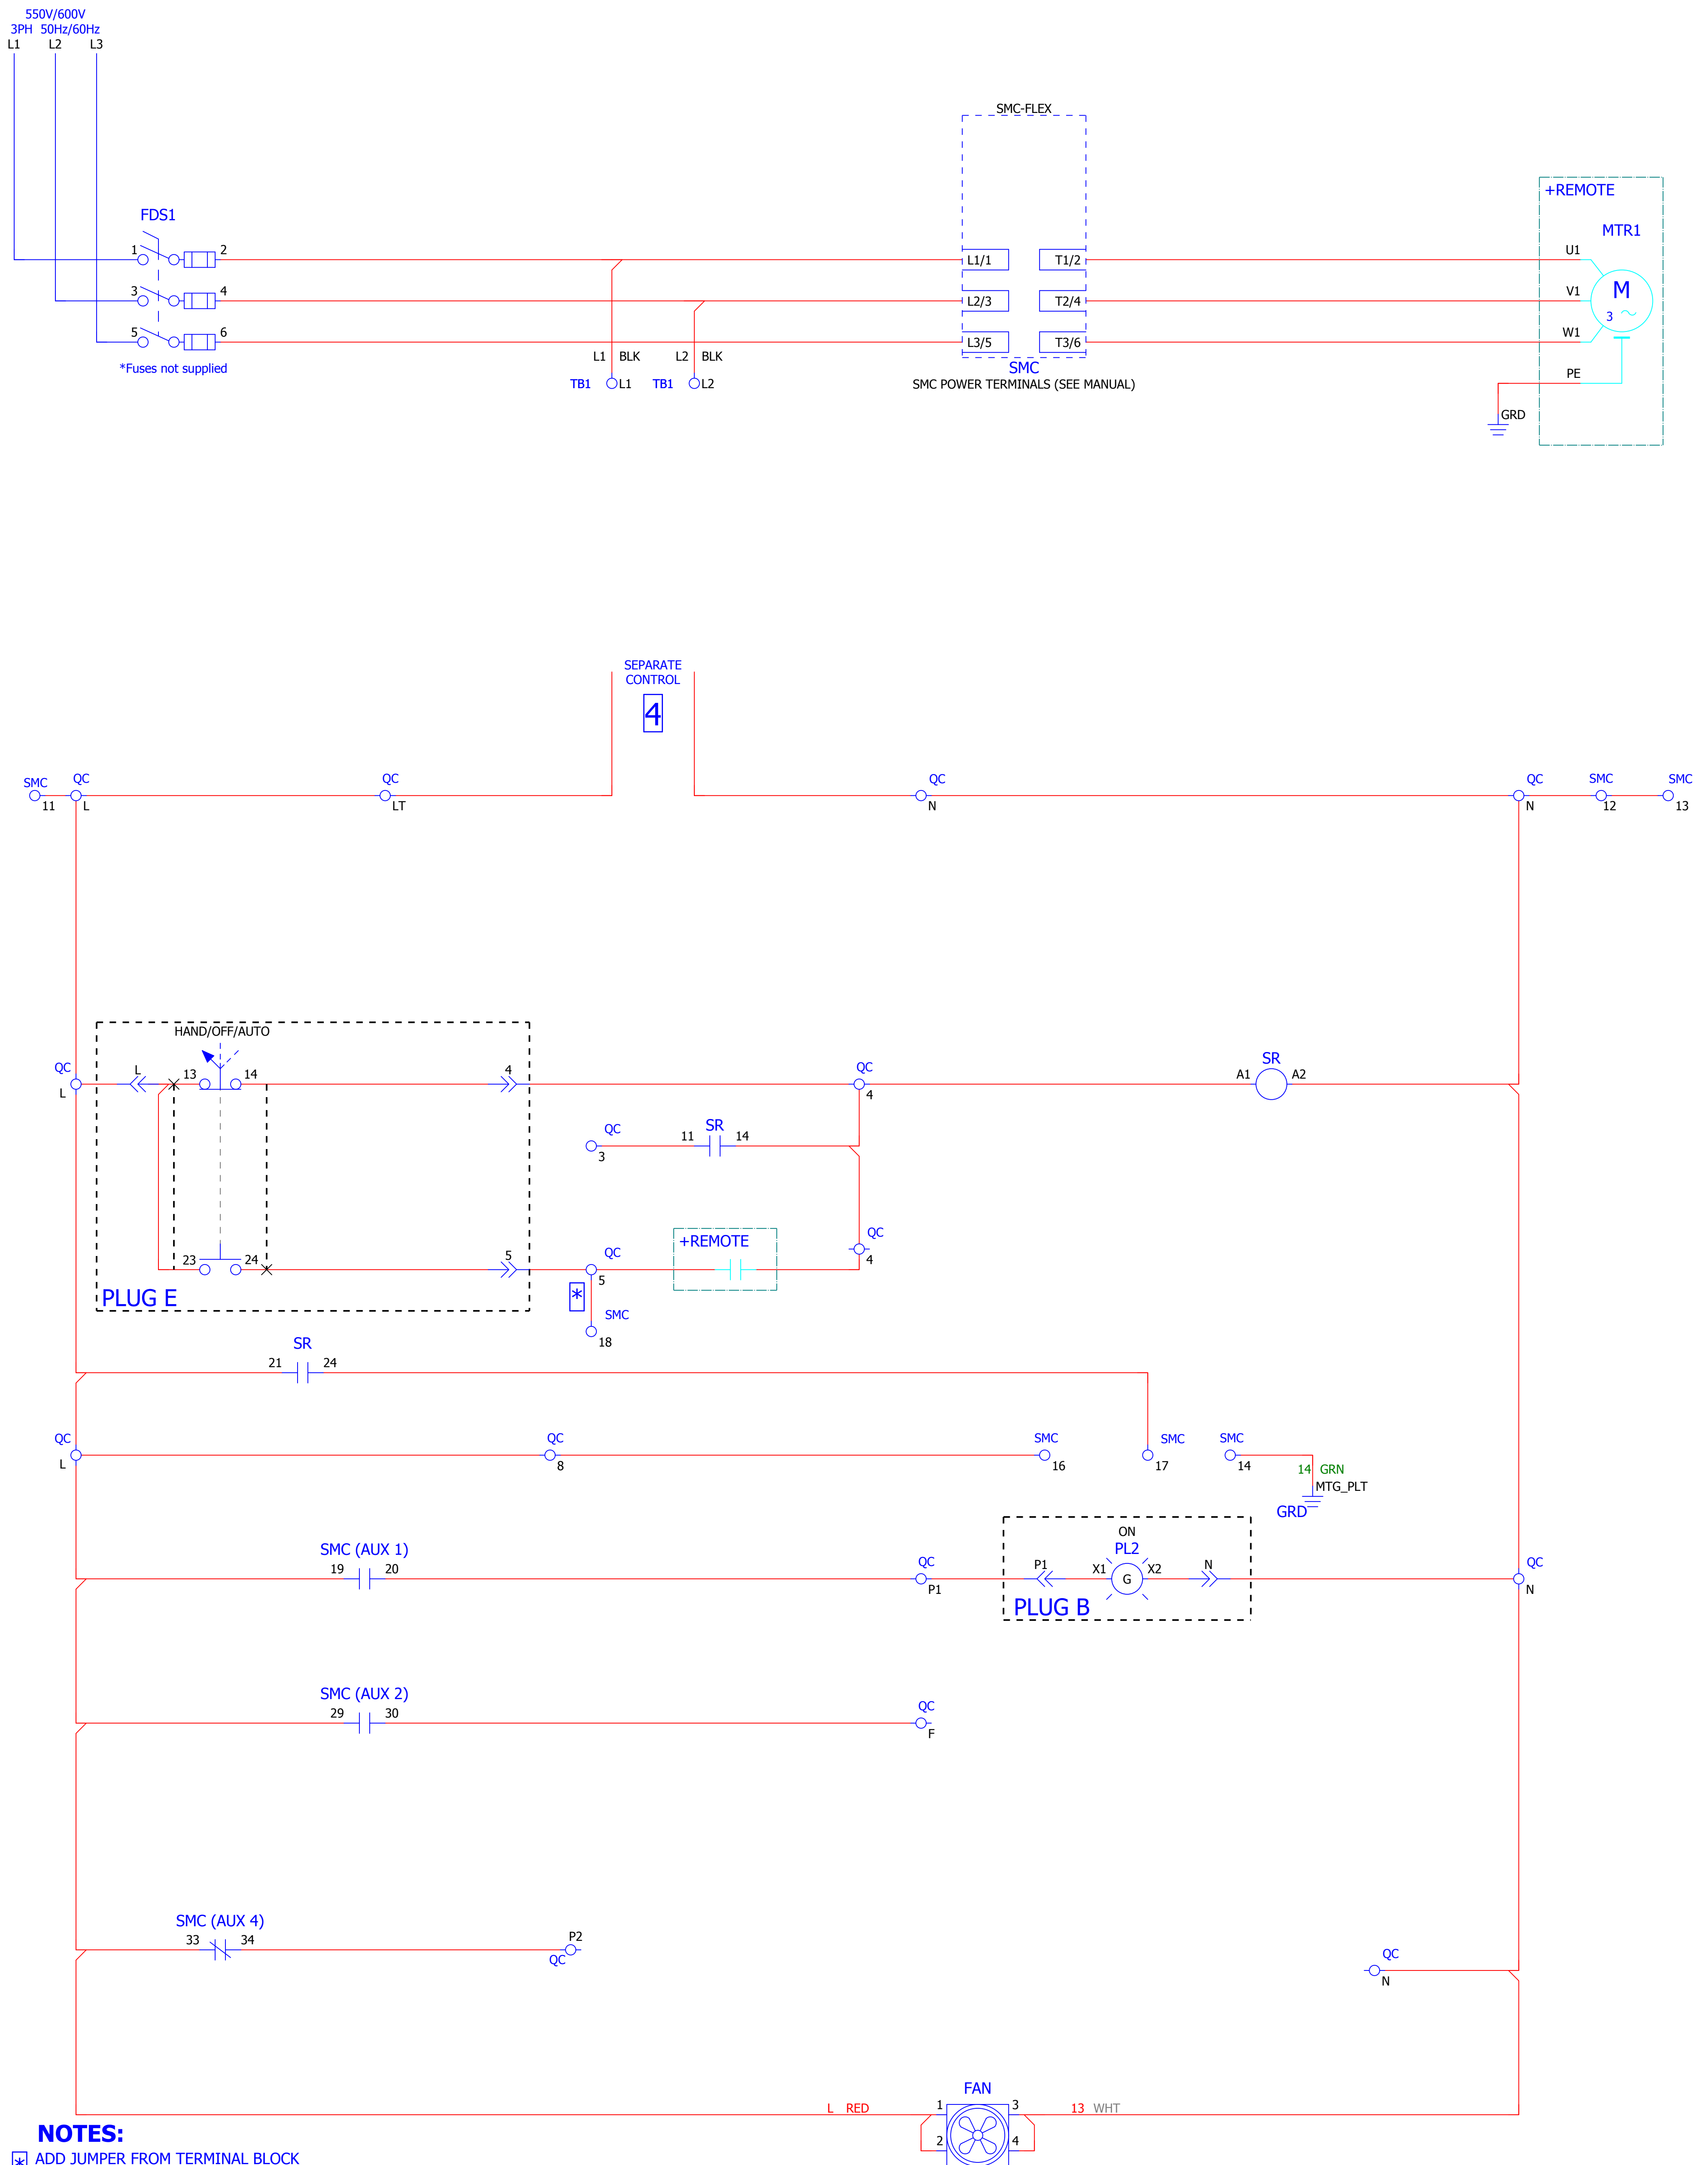 550V/600V
3PH 50Hz/60Hz
L1 L2 L3
SMC-FLEX
+REMOTE
FDS1
MTR1
1 2 L1/1 T1/2 U1
3 4 L2/3 T2/4 V1
M
3
5 6 L3/5 T3/6 W1
*Fuses not supplied
L1 BLK L2 BLK
SMC
PE
TB1 L1 TB1 L2
SMC POWER TERMINALS (SEE MANUAL)
GRD
SEPARATE
CONTROL
4
SMC QC QC QC QC SMC SMC
11 L LT N N 12 13
HAND/OFF/AUTO
QC L 13 14 4 QC SR
A1 A2
L 4
QC SR
11 14
3
QC
23 24 5 QC +REMOTE
5 4
PLUG E
*
SMC
18
SR
21 24
QC QC SMC SMC SMC
L 8 16 17 14
14 GRN
MTG_PLT
GRD
SMC (AUX 1)
19 20
ON
PL2
QC P1 X1 G X2 N QC
P1 N
PLUG B
SMC (AUX 2)
29 30 QC
F
SMC (AUX 4)
33 34 P2
QC
QC
N
FAN
L RED 1 3 13 WHT
2 4
NOTES:
* ADD JUMPER FROM TERMINAL BLOCK